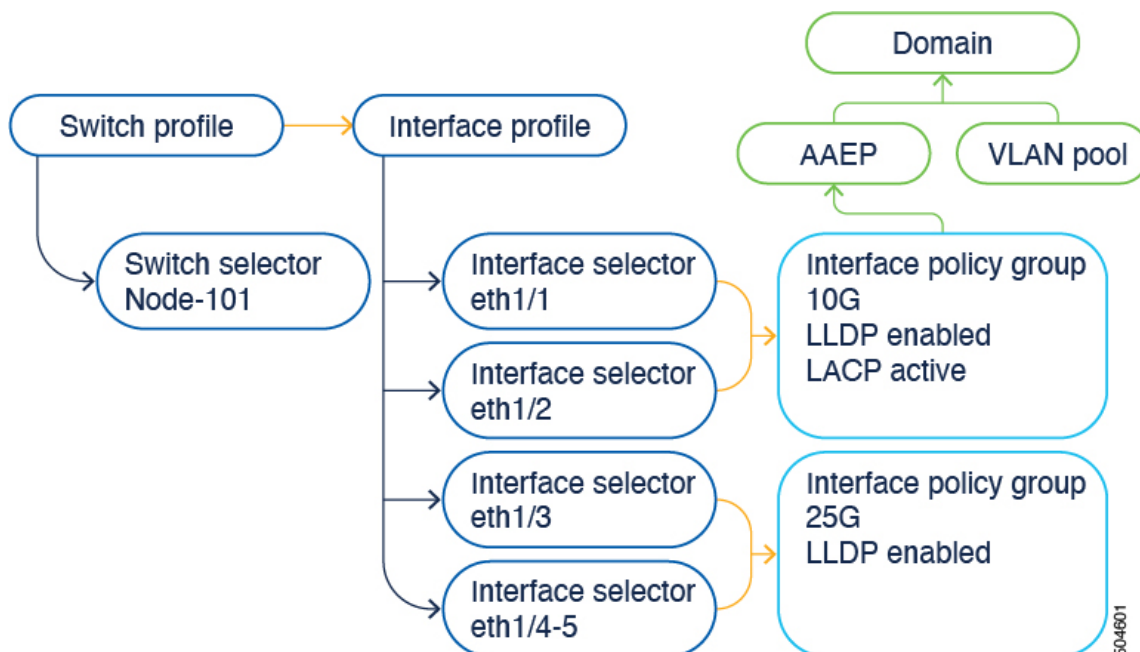 Domain
Switch profile
Interface profile
AAEP
VLAN pool
Switch selector
Node-101
Interface selector
eth1/1
Interface selector
eth1/2
Interface policy group
10G
LLDP enabled
LACP active
Interface selector
eth1/3
Interface selector
eth1/4-5
Interface policy group
25G
LLDP enabled